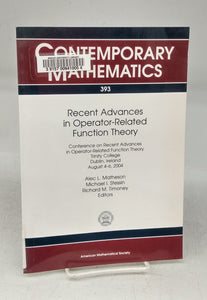 CONTEMPORARY
MATHEMATICS
393
Recent Advances
in Operator-Related
Function Theory
Conference on Recent Advances
in Operator-Related Function Theory
Trinity College
Dublin, Ireland
August 4–6, 2004
Alec L. Matheson
Michael I. Stessin
Richard M. Timoney
Editors
American Mathematical Society